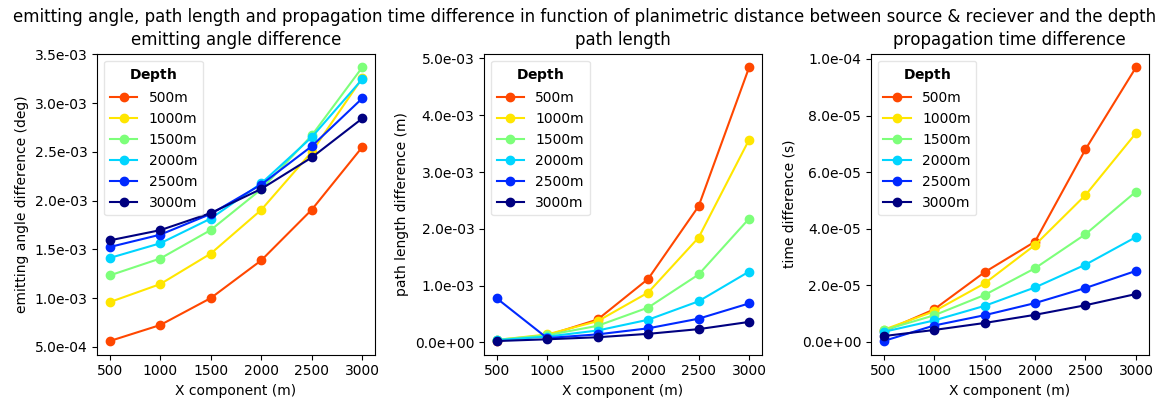 emitting angle, path length and propagation time difference in function of planimetric distance between source & reciever and the depth
emitting angle difference
emitting angle difference (deg)
3.5e-03
3.0e-03
2.5e-03
2.0e-03
1.5e-03
1.0e-03
5.0e-04
Depth
500m
1000m
1500m
2000m
2500m
3000m
500 1000 1500 2000 2500 3000
X component (m)
path length
path length difference (m)
5.0e-03
4.0e-03
3.0e-03
2.0e-03
1.0e-03
0.0e+00
Depth
500m
1000m
1500m
2000m
2500m
3000m
500 1000 1500 2000 2500 3000
X component (m)
propagation time difference
time difference (s)
1.0e-04
8.0e-05
6.0e-05
4.0e-05
2.0e-05
0.0e+00
Depth
500m
1000m
1500m
2000m
2500m
3000m
500 1000 1500 2000 2500 3000
X component (m)